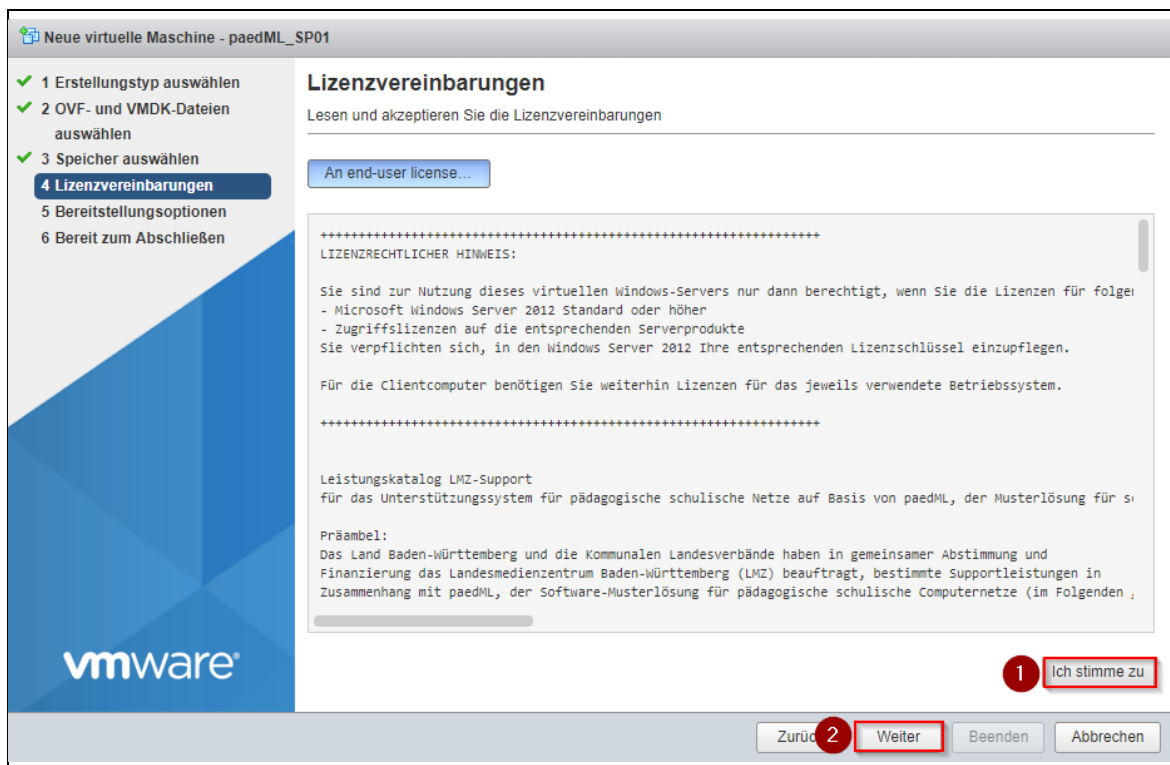 Neue virtuelle Maschine - paedML_SP01
1 Erstellungstyp auswählen
2 OVF- und VMDK-Dateien
auswählen
3 Speicher auswählen
4 Lizenzvereinbarungen
5 Bereitstellungsoptionen
6 Bereit zum Abschließen
vmware®
Lizenzvereinbarungen
Lesen und akzeptieren Sie die Lizenzvereinbarungen
An end-user license...
+++++++++++++++++++++++++++++++++++++++++++++++++++++++++++++++++
LIZENZRECHTLICHER HINWEIS:
Sie sind zur Nutzung dieses virtuellen Windows-Servers nur dann berechtigt, wenn Sie die Lizenzen für
- Microsoft Windows Server 2012 Standard oder höher
- Zugriffslizenzen auf die entsprechenden Serverprodukte
Sie verpflichten sich, in den Windows Server 2012 Ihre entsprechenden Lizenzschlüssel einzupflegen.
Für die Clientcomputer benötigen Sie weiterhin Lizenzen für das jeweils verwendete Betriebssystem.
+++++++++++++++++++++++++++++++++++++++++++++++++++++++++++++++++
Leistungskatalog LMZ-Support
für das Unterstützungssystem für pädagogische schulische Netze auf Basis von paedML, der Musterlösung für
Präambel:
Das Land Baden-Württemberg und die Kommunalen Landesverbände haben in gemeinsamer Abstimmung und
Finanzierung das Landesmedienzentrum Baden-Württemberg (LMZ) beauftragt, bestimmte Supportleistungen in
Zusammenhang mit paedML, der Software-Musterlösung für pädagogische schulische Computernetze (im Folgenden
1 Ich stimme zu
Zurüc 2 Weiter Beenden Abbrechen